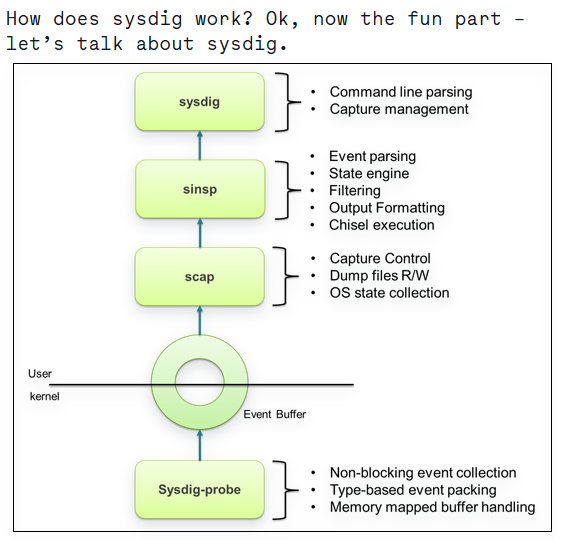 How does sysdig work? Ok, now the fun part –
let’s talk about sysdig.
sysdig
• Command line parsing
• Capture management
sinsp
• Event parsing
• State engine
• Filtering
• Output Formatting
• Chisel execution
scap
• Capture Control
• Dump files R/W
• OS state collection
User
kernel
Event Buffer
Sysdig-probe
• Non-blocking event collection
• Type-based event packing
• Memory mapped buffer handling